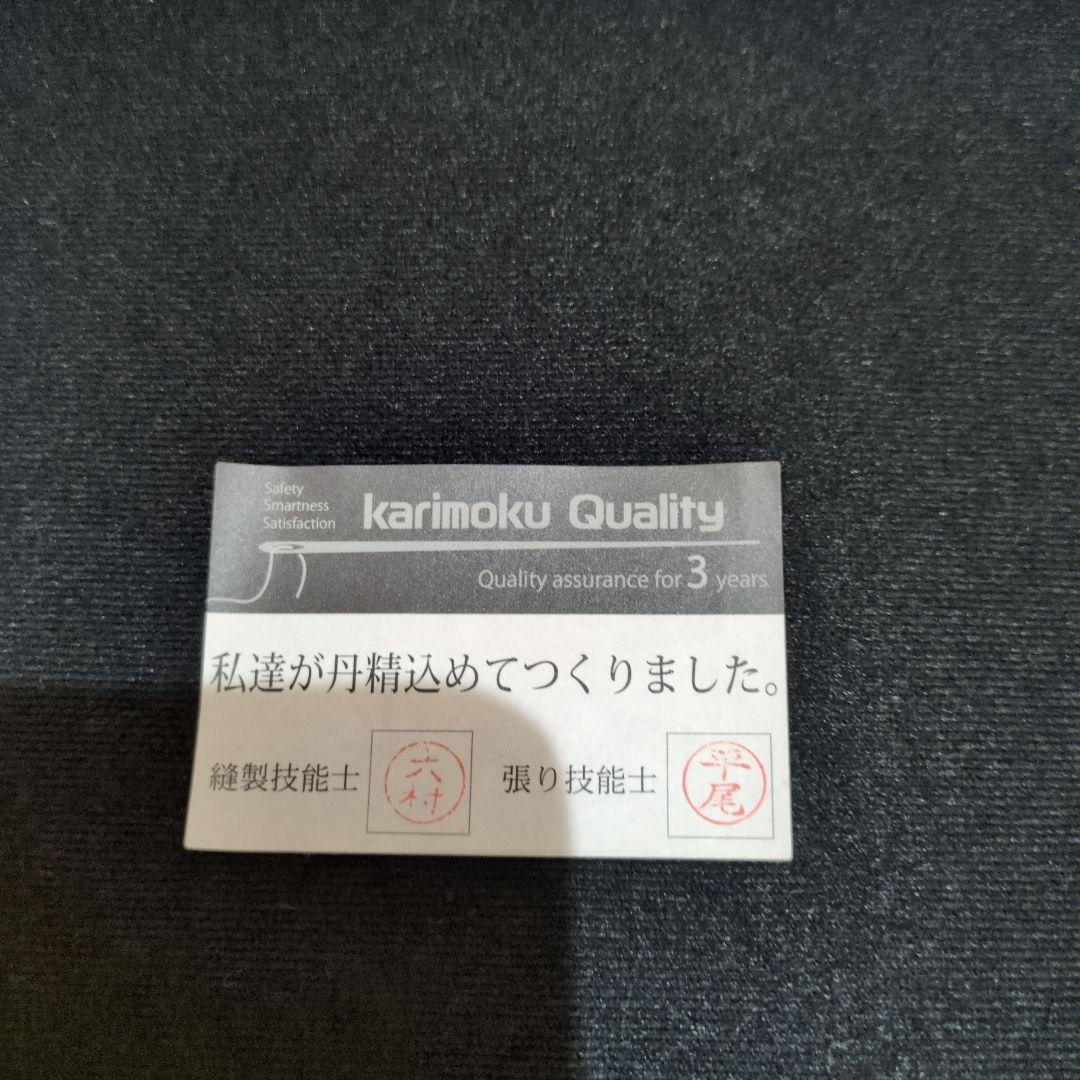 Safety
Smartness
Satisfaction
karimoku Quality
Quality assurance for 3 years
私達が丹精込めてつくりました。
縫製技能士 六村 張り技能士 平尾